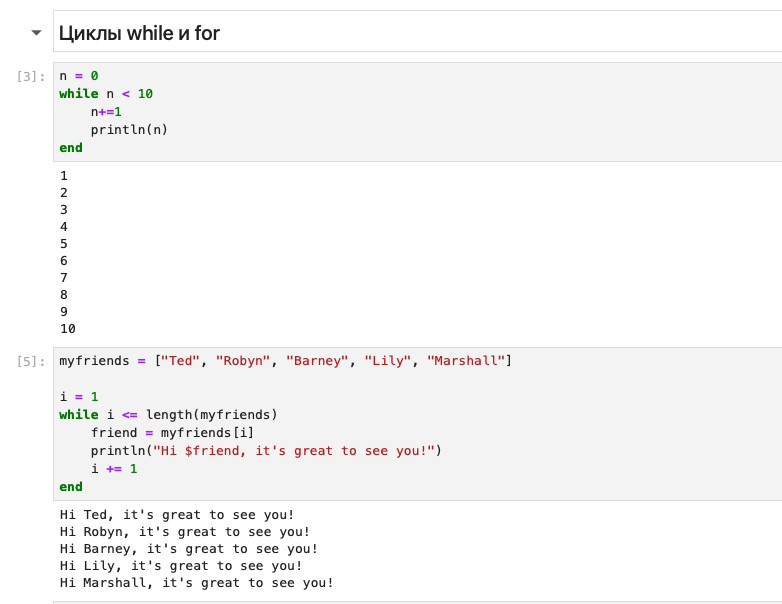 Циклы while и for
[3]:
n = 0
while n < 10
    n+=1
    println(n)
end
1
2
3
4
5
6
7
8
9
10
[5]:
myfriends = ["Ted", "Robyn", "Barney", "Lily", "Marshall"]
i = 1
while i <= length(myfriends)
    friend = myfriends[i]
    println("Hi $friend, it's great to see you!")
    i += 1
end
Hi Ted, it's great to see you!
Hi Robyn, it's great to see you!
Hi Barney, it's great to see you!
Hi Lily, it's great to see you!
Hi Marshall, it's great to see you!